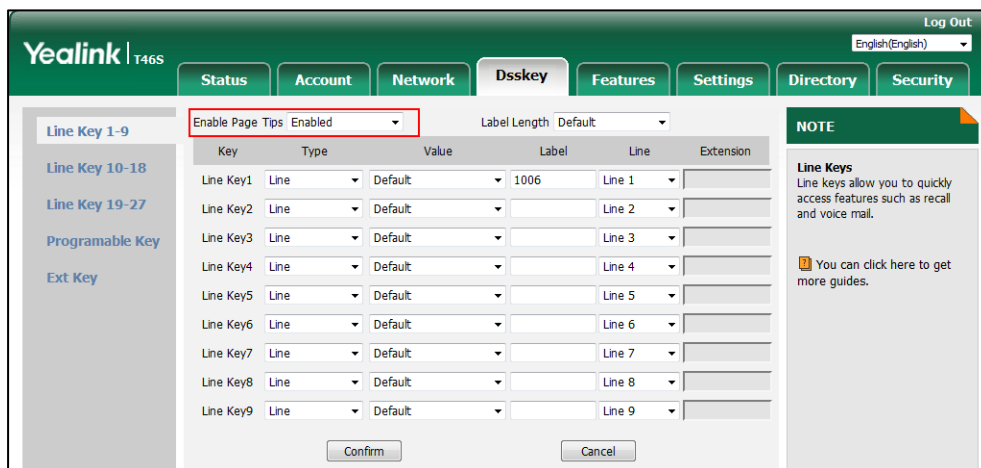 Log Out
Yealink T46S
English(English)
Status Account Network Dsskey Features Settings Directory Security
Line Key 1-9
Line Key 10-18
Line Key 19-27
Programable Key
Ext Key
Enable Page Tips Enabled Label Length Default
Key Type Value Label Line Extension
Line Key1 Line Default 1006 Line 1
Line Key2 Line Default Line 2
Line Key3 Line Default Line 3
Line Key4 Line Default Line 4
Line Key5 Line Default Line 5
Line Key6 Line Default Line 6
Line Key7 Line Default Line 7
Line Key8 Line Default Line 8
Line Key9 Line Default Line 9
Confirm Cancel
NOTE
Line Keys
Line keys allow you to quickly
access features such as recall
and voice mail.
? You can click here to get
more guides.